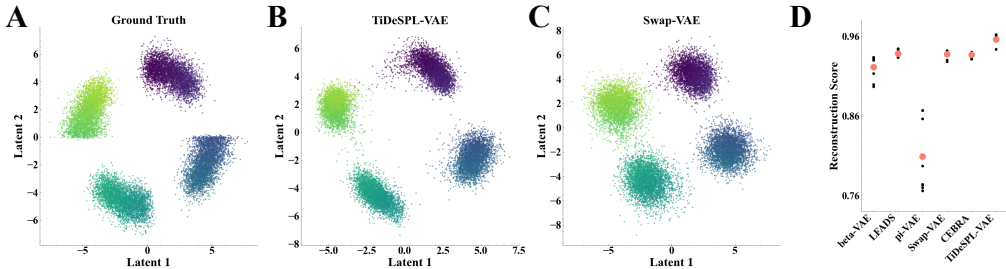 A
Ground Truth
Latent 2
6
4
2
0
−2
−4
−6
−5
0
5
Latent 1
B
TiDeSPL-VAE
Latent 2
6
4
2
0
−2
−4
−6
−8
−5.0
−2.5
0.0
2.5
5.0
7.5
Latent 1
C
Swap-VAE
Latent 2
8
6
4
2
0
−2
−4
−6
−8
−5
0
5
Latent 1
D
Reconstruction Score
0.96
0.86
0.76
beta-VAE
LFADS
pi-VAE
Swap-VAE
CEBRA
TiDeSPL-VAE